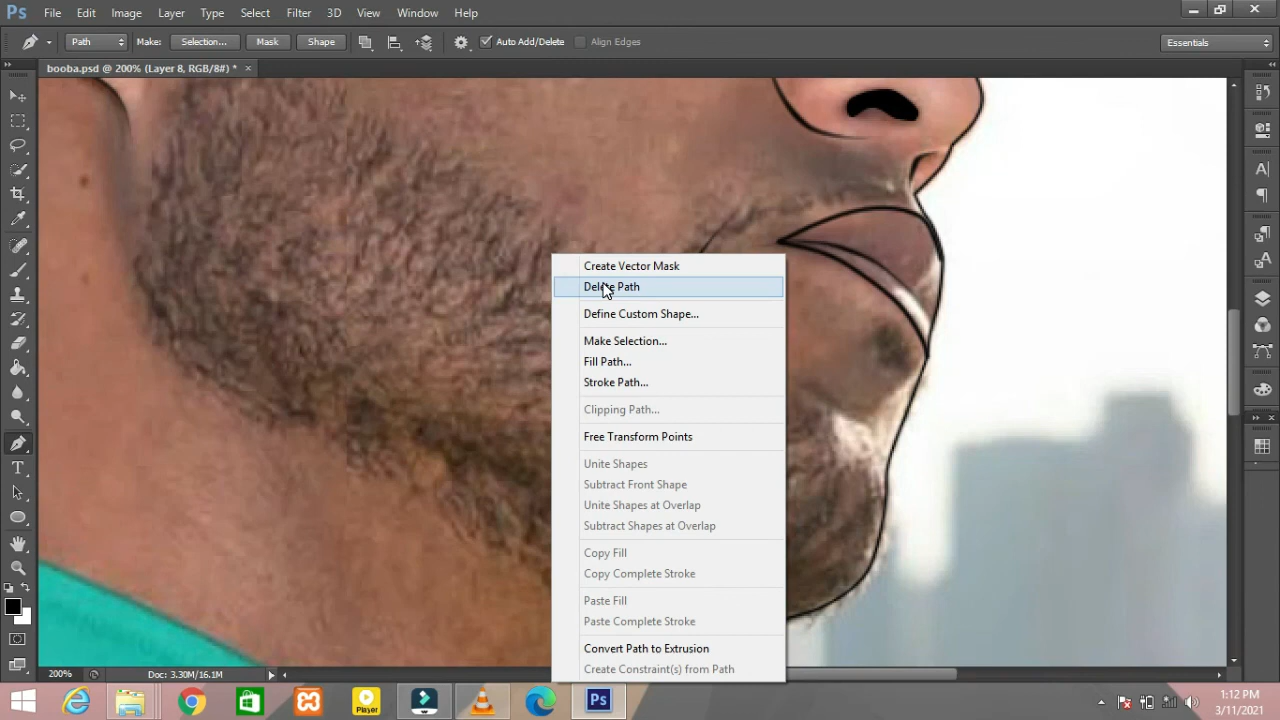 Ps File Edit Image Layer Type Select Filter 3D View Window Help
Path Make: Selection... Mask Shape Auto Add/Delete Align Edges Essentials
booba.psd @ 200% (Layer 8, RGB/8#) *
Create Vector Mask
Delete Path
Define Custom Shape...
Make Selection...
Fill Path...
Stroke Path...
Clipping Path...
Free Transform Points
Unite Shapes
Subtract Front Shape
Unite Shapes at Overlap
Subtract Shapes at Overlap
Copy Fill
Copy Complete Stroke
Paste Fill
Paste Complete Stroke
Convert Path to Extrusion
Create Constraint(s) from Path
200% Doc: 3.30M/16.1M
Player
Ps
1:12 PM
3/11/2021